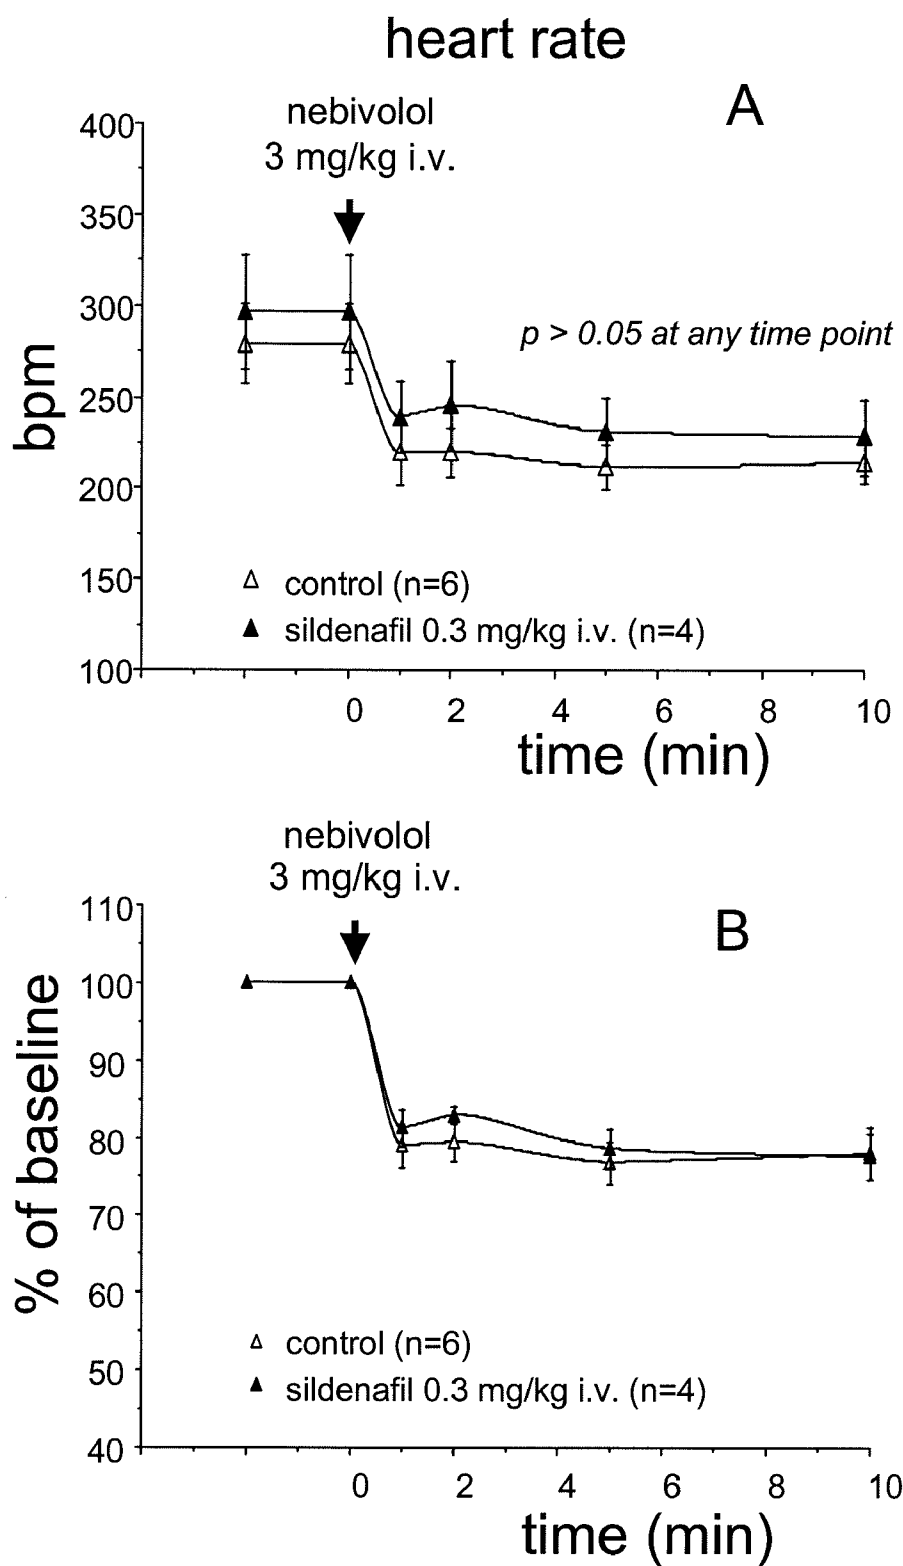 heart rate
A
nebivolol
3 mg/kg i.v.
400
350
300
250
200
150
100
bpm
p > 0.05 at any time point
control (n=6)
sildenafil 0.3 mg/kg i.v. (n=4)
0 2 4 6 8 10
time (min)
nebivolol
3 mg/kg i.v.
B
110
100
90
80
70
60
50
40
% of baseline
control (n=6)
sildenafil 0.3 mg/kg i.v. (n=4)
0 2 4 6 8 10
time (min)